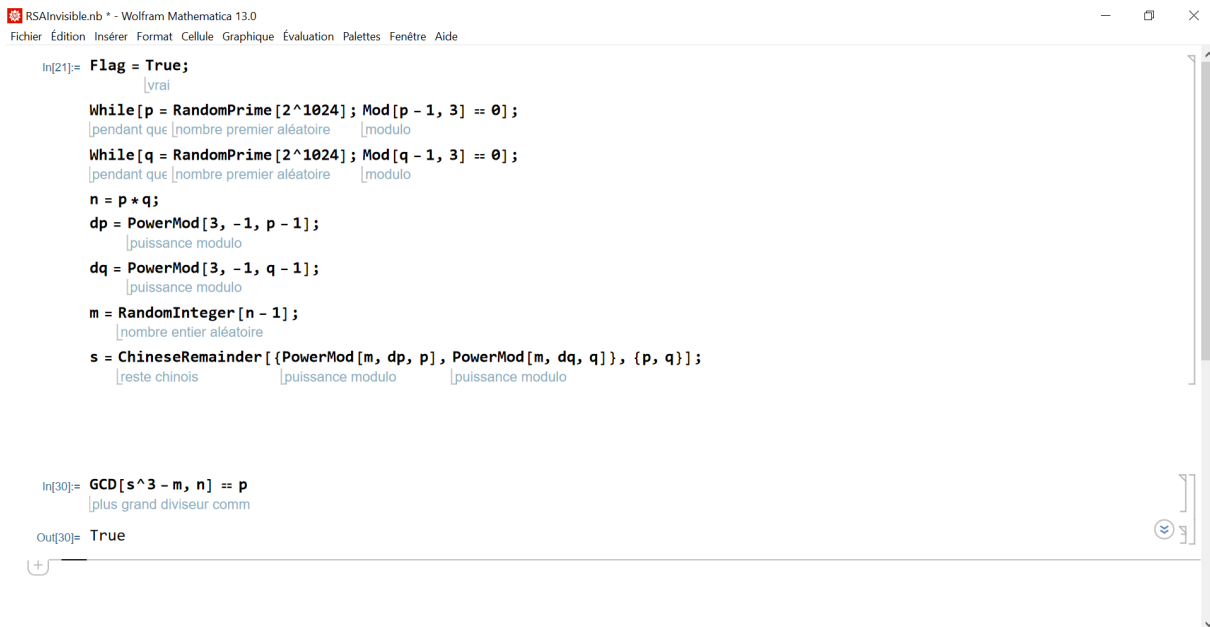 RSAInvisible.nb * - Wolfram Mathematica 13.0
Fichier Édition Insérer Format Cellule Graphique Évaluation Palettes Fenêtre Aide
In[21]:= Flag = True;
vrai
While[p = RandomPrime[2^1024]; Mod[p - 1, 3] == 0];
pendant que nombre premier aléatoire modulo
While[q = RandomPrime[2^1024]; Mod[q - 1, 3] == 0];
pendant que nombre premier aléatoire modulo
n = p * q;
dp = PowerMod[3, -1, p - 1];
puissance modulo
dq = PowerMod[3, -1, q - 1];
puissance modulo
m = RandomInteger[n - 1];
nombre entier aléatoire
s = ChineseRemainder[{PowerMod[m, dp, p], PowerMod[m, dq, q]}, {p, q}];
reste chinois puissance modulo puissance modulo
In[30]:= GCD[s^3 - m, n] == p
plus grand diviseur comm
Out[30]= True